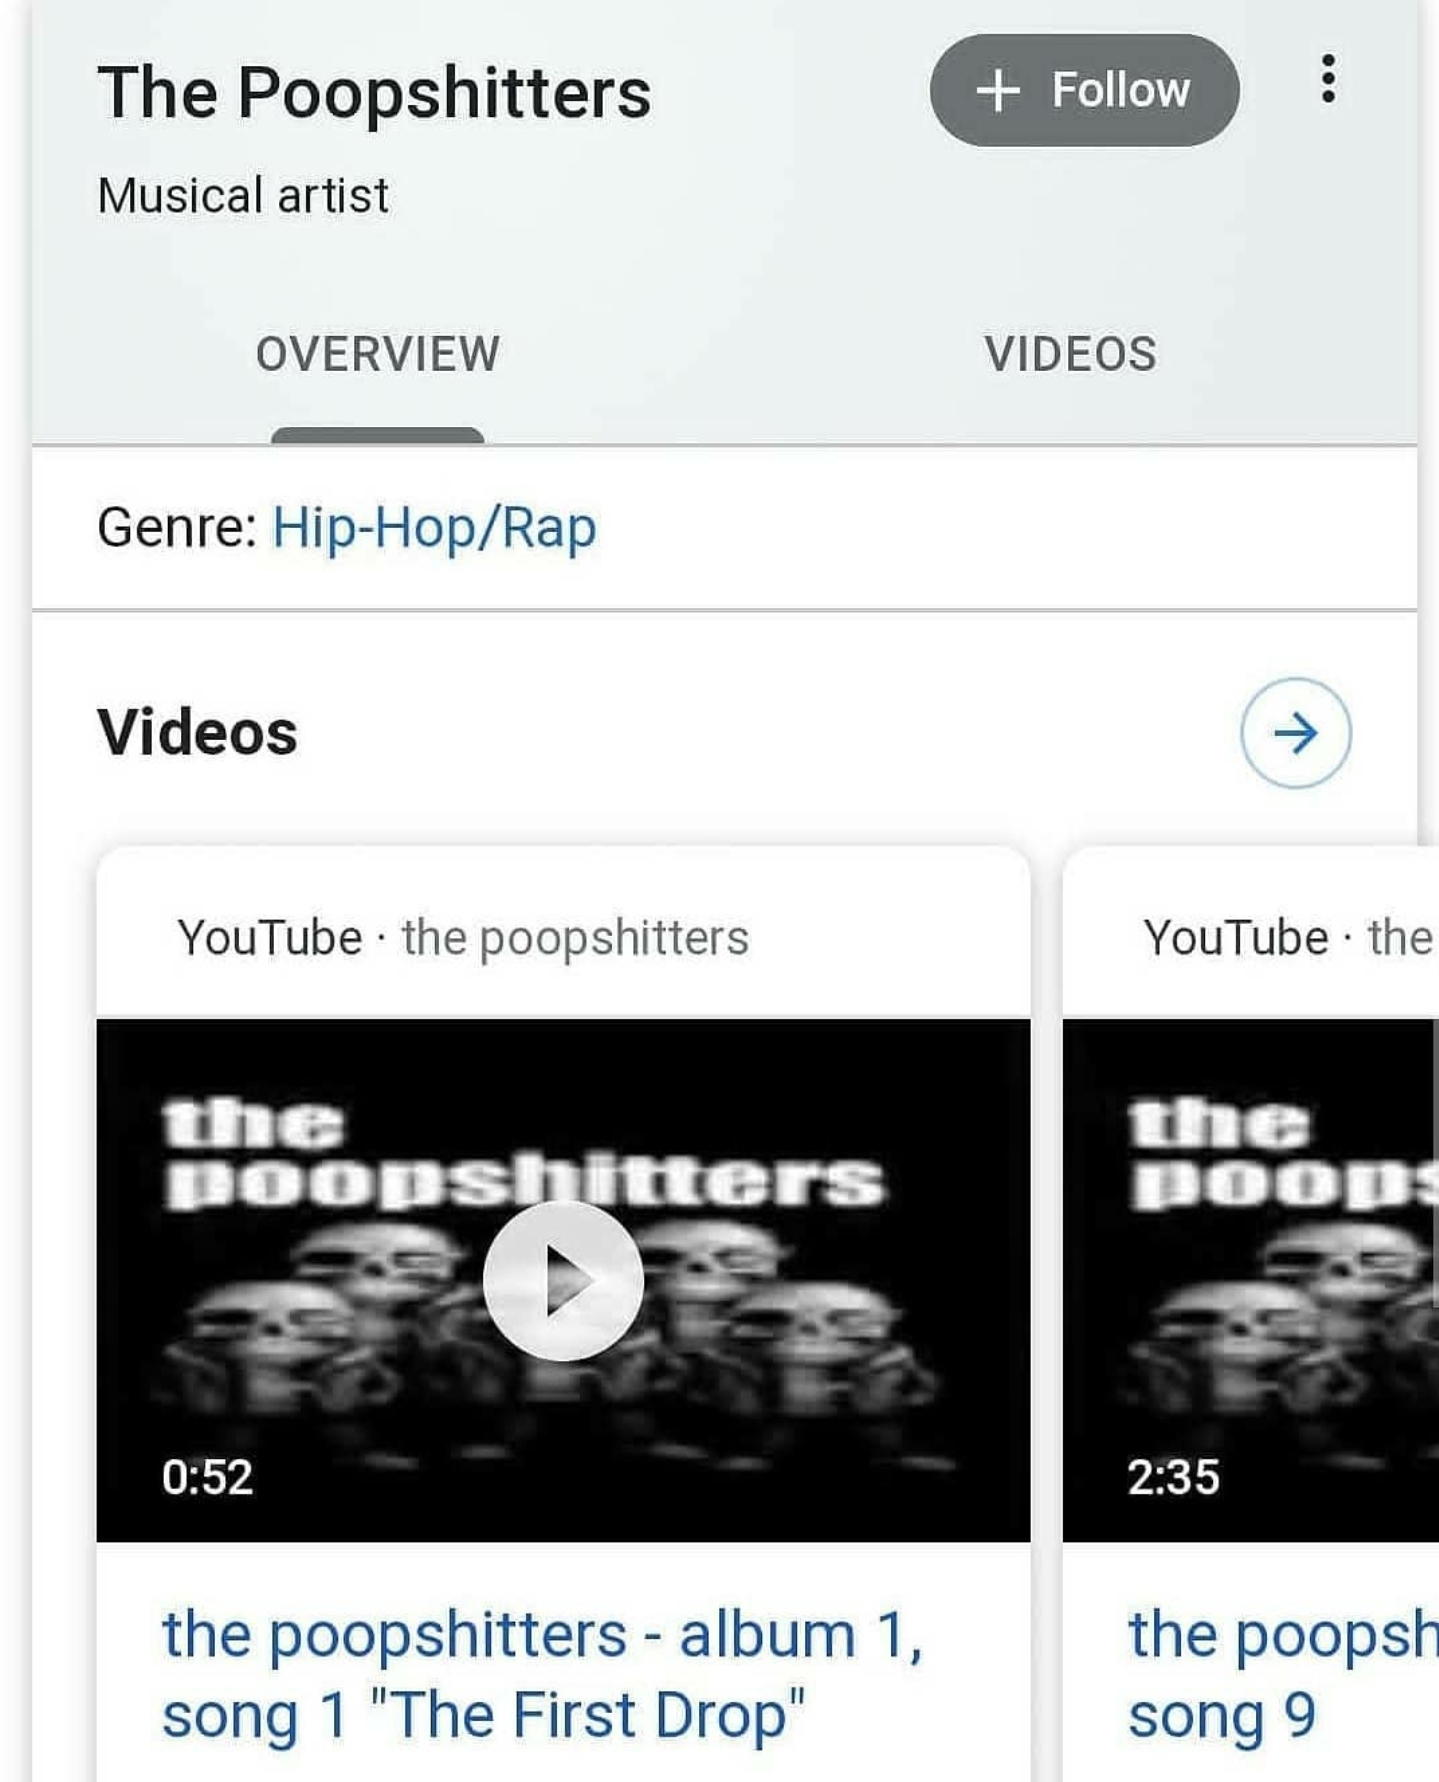 The Poopshitters
+ Follow
Musical artist
OVERVIEW
VIDEOS
Genre: Hip-Hop/Rap
Videos
YouTube · the poopshitters
YouTube · the
the
poopshitters
0:52
the
poops
2:35
the poopshitters - album 1,
song 1 "The First Drop"
the poopsh
song 9